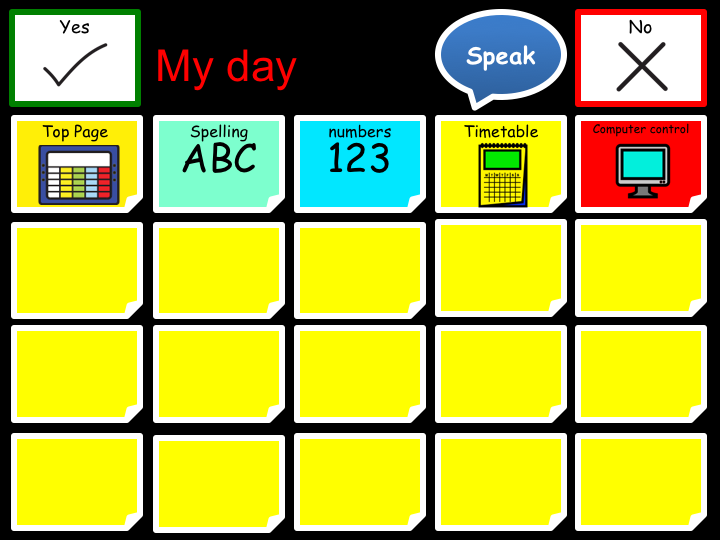 Yes
My day
Speak
No
Top Page
Spelling
ABC
numbers
123
Timetable
Computer control